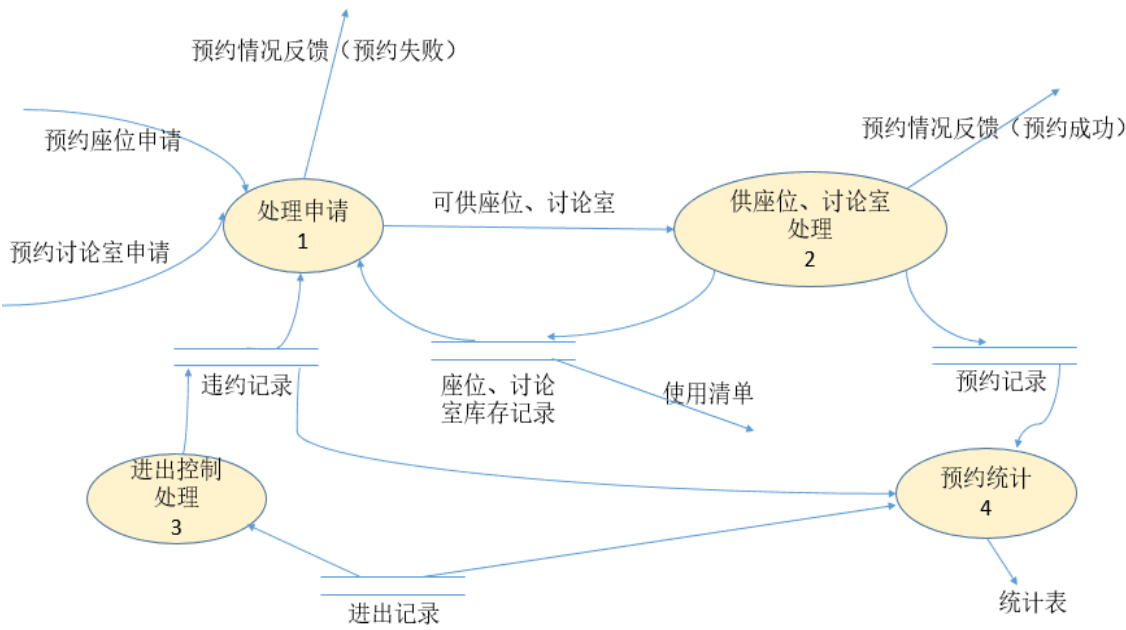 预约情况反馈（预约失败）
预约座位申请
预约情况反馈（预约成功）
处理申请
1
可供座位、讨论室
供座位、讨论室
处理
2
预约讨论室申请
违约记录
座位、讨论
室库存记录
使用清单
预约记录
进出控制
处理
3
预约统计
4
进出记录
统计表